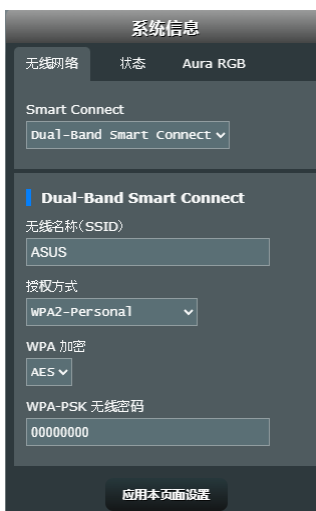 系统信息
无线网络 状态 Aura RGB
Smart Connect
Dual-Band Smart Connect
Dual-Band Smart Connect
无线名称(SSID)
ASUS
授权方式
WPA2-Personal
WPA 加密
AES
WPA-PSK 无线密码
00000000
应用本页面设置